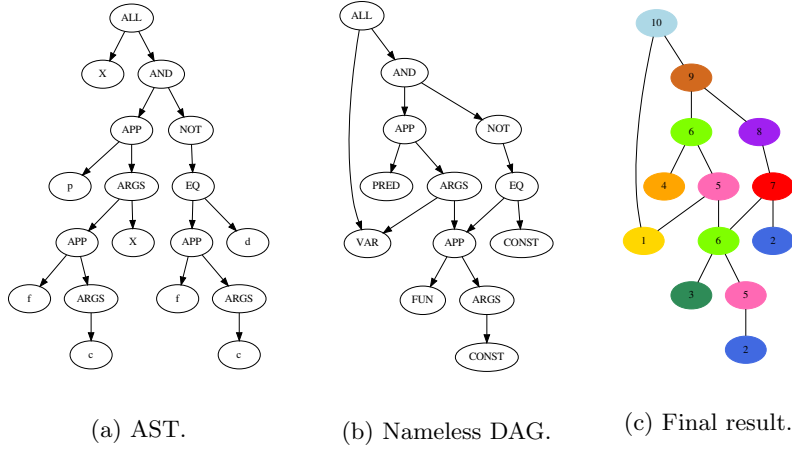 ALL
X
AND
APP
NOT
p
ARGS
EQ
APP
X
APP
d
f
ARGS
f
ARGS
c
c
(a) AST.
ALL
AND
APP
NOT
PRED
ARGS
EQ
VAR
APP
CONST
FUN
ARGS
CONST
(b) Nameless DAG.
10
9
6
8
4
5
7
1
6
2
3
5
2
(c) Final result.